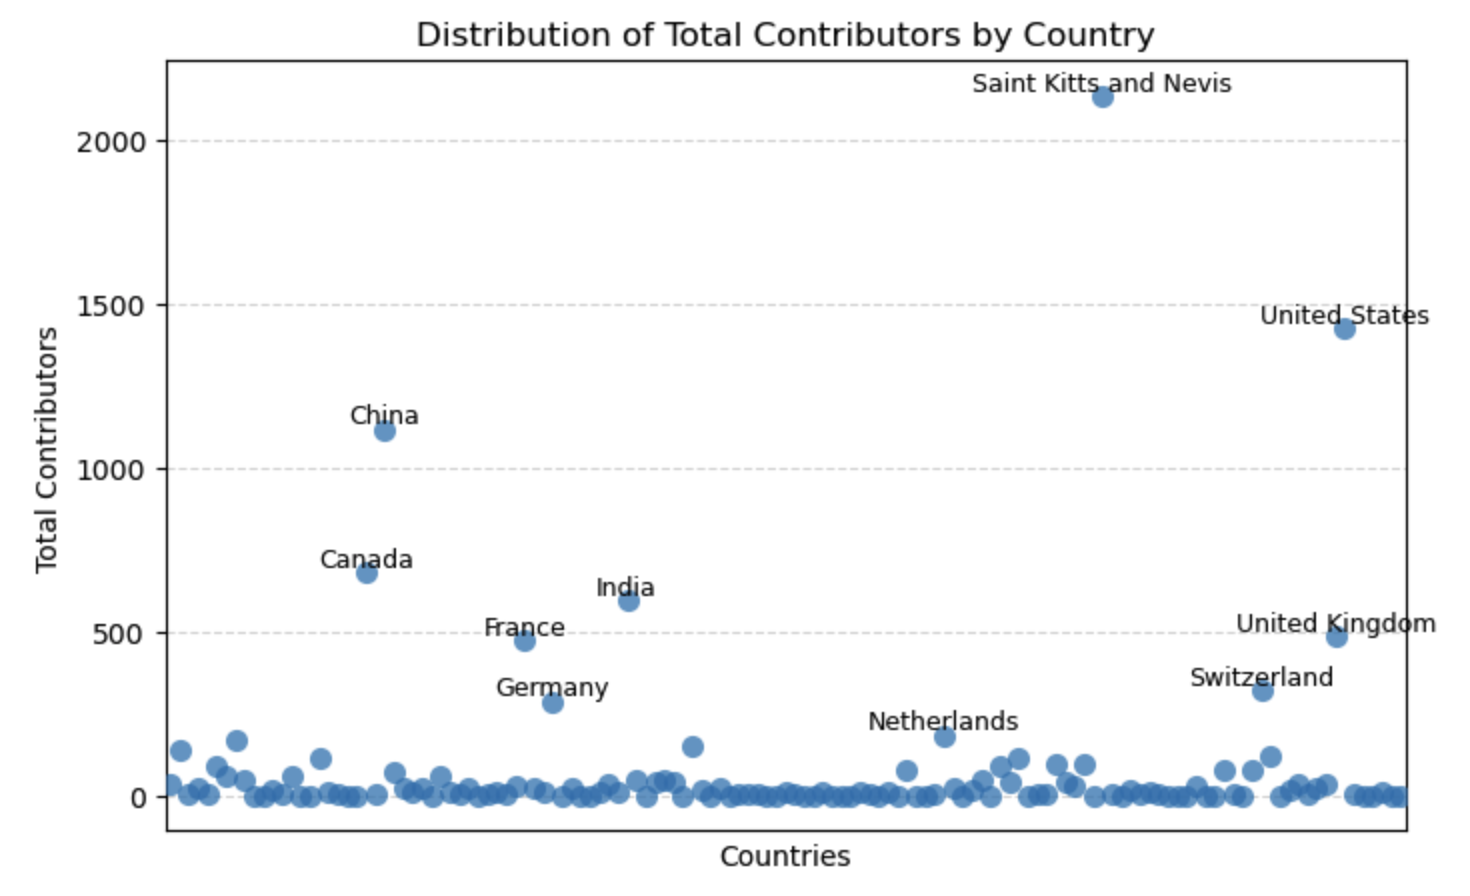 Distribution of Total Contributors by Country
Saint Kitts and Nevis
2000
1500
United States
China
Total Contributors
1000
Canada
India
France
500
United Kingdom
Germany
Switzerland
Netherlands
0
Countries